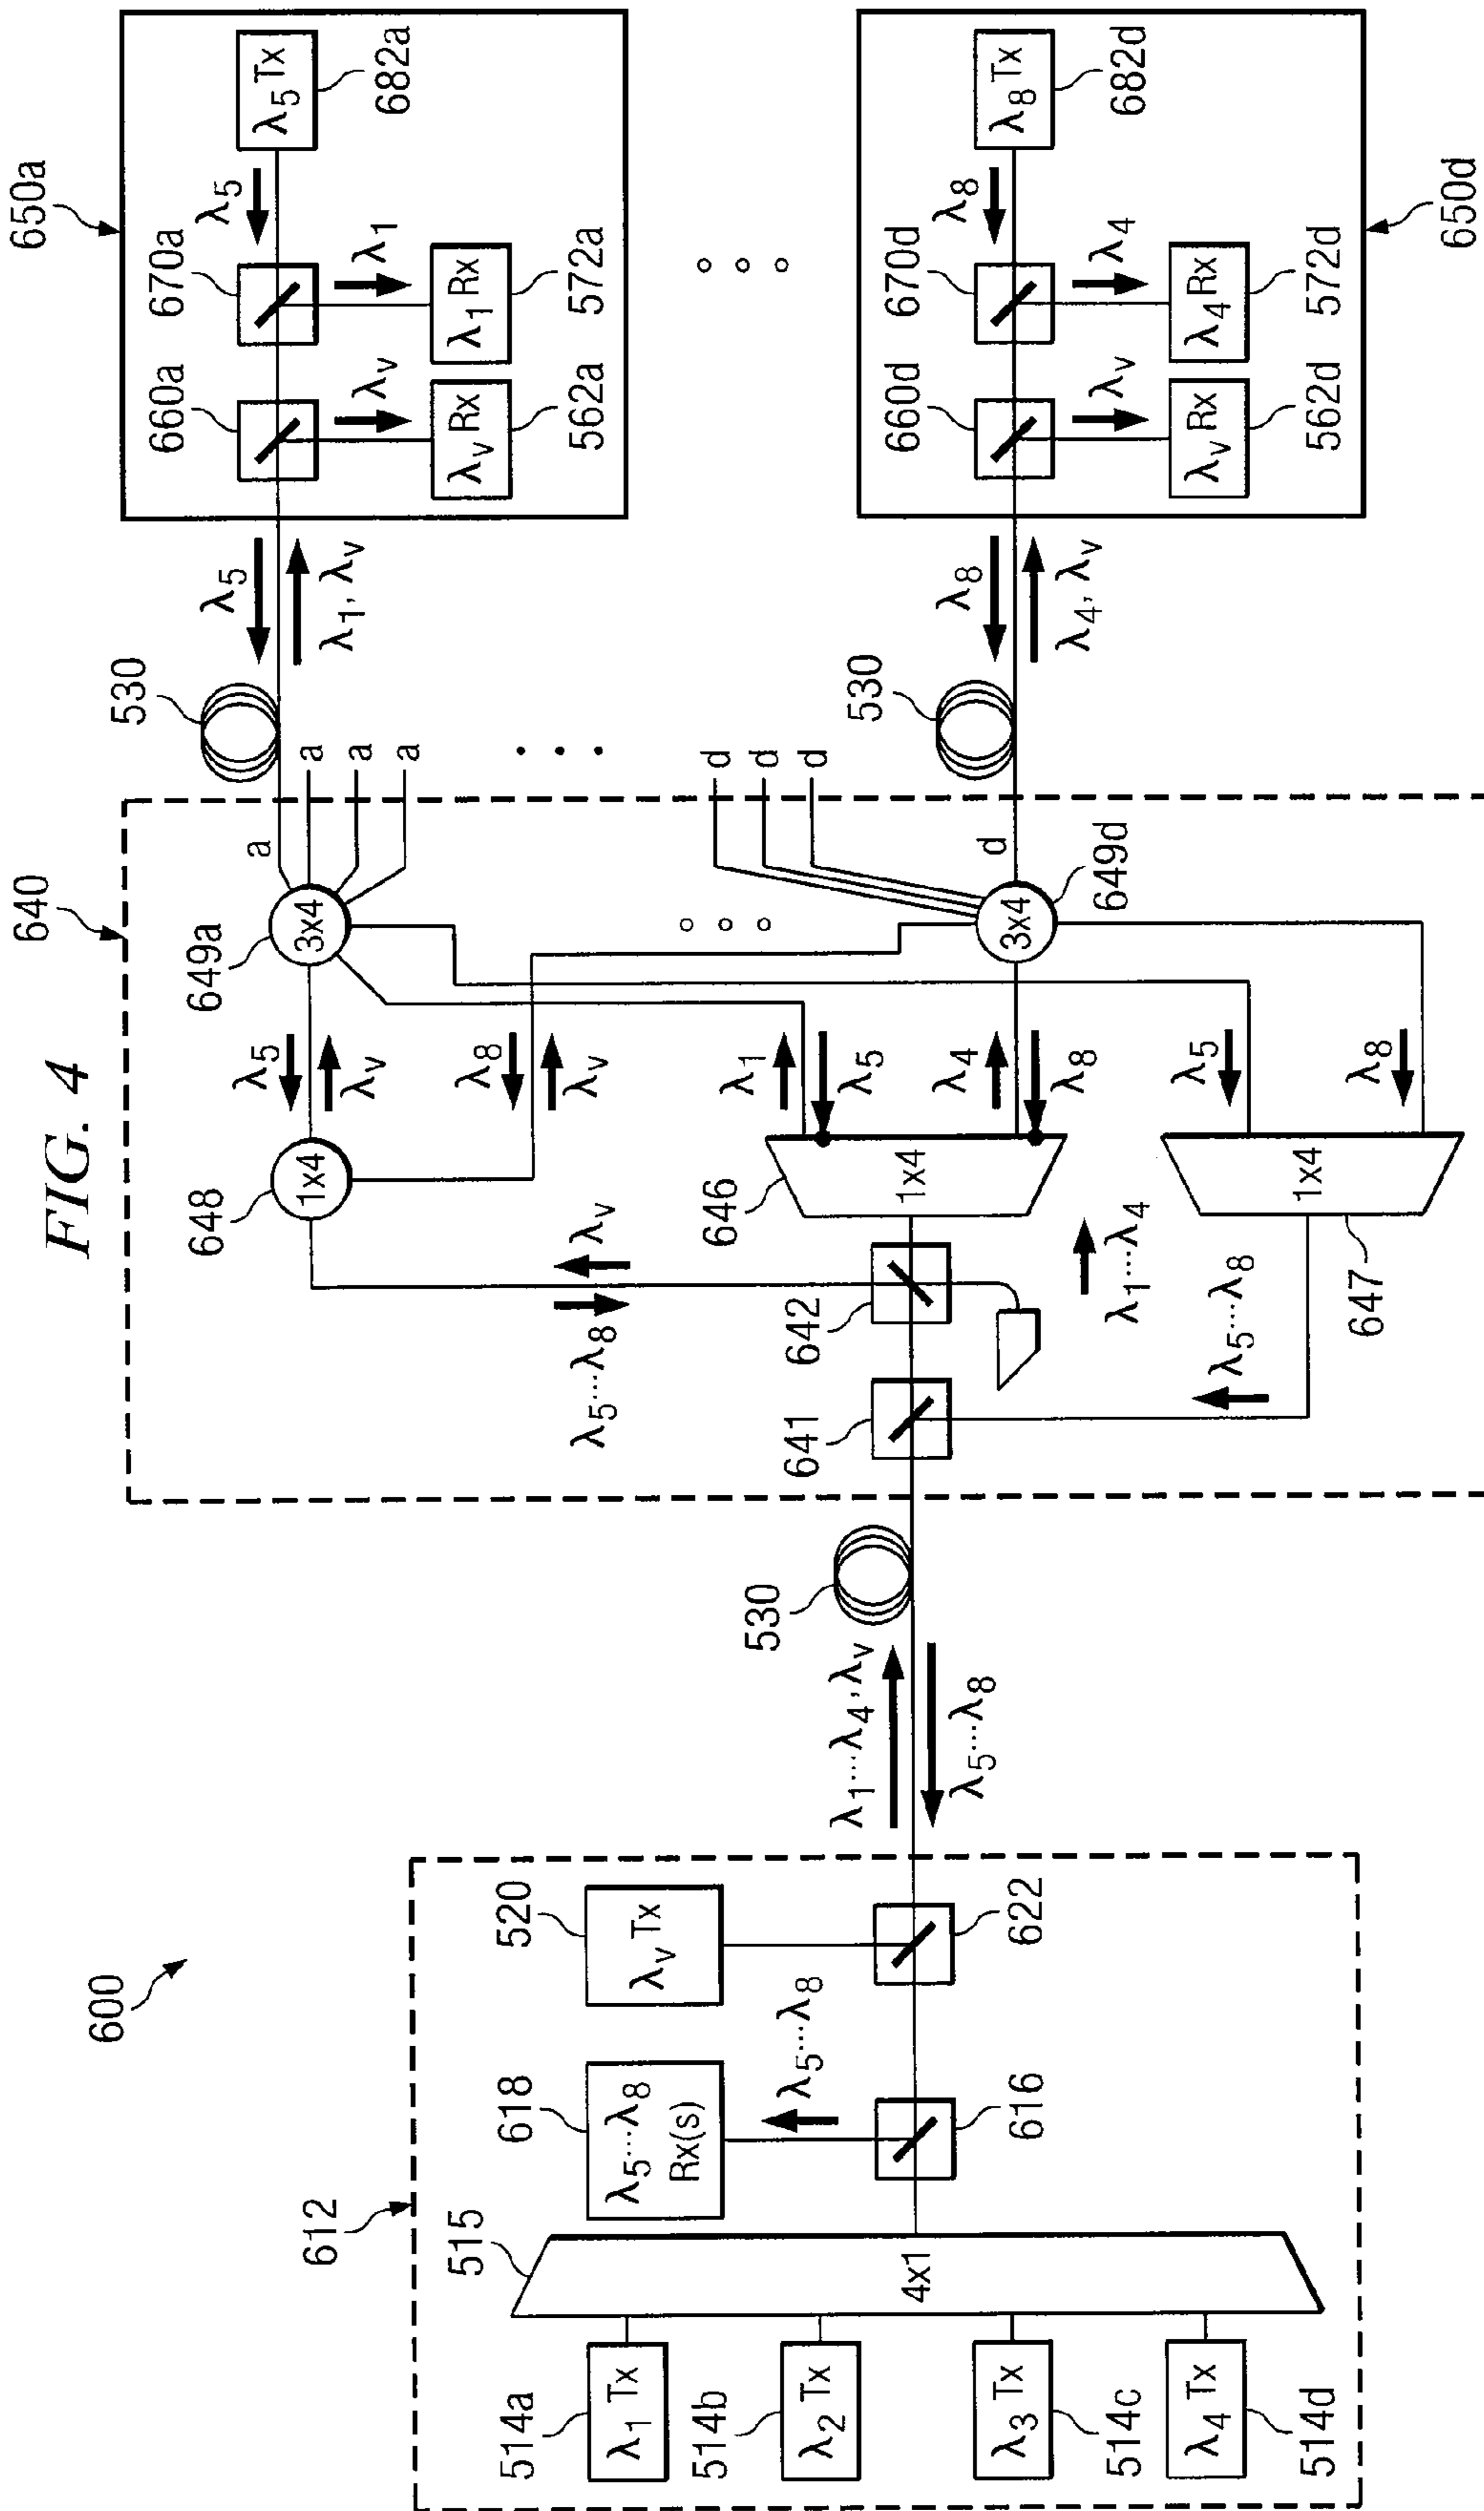 FIG. 4
600
612
514a
λ1 Tx
514b
λ2 Tx
λ3 Tx
514c
λ4 Tx
514d
515
4x1
618
λ5...λ8
Rx(s)
λ5...λ8
616
520
λv Tx
622
λ1...λ4,λv
λ5...λ8
530
640
641
642
λ5...λ8
λv
λ1...λ4
λ5...λ8
647
648
1x4
646
1x4
1x4
λ5
λv
λ8
λv
λ1
λ5
λ4
λ8
λ5
λ8
649a
3x4
3x4
649d
a
a
a
a
d
d
d
d
530
530
λ5
λ1, λv
λ8
λ4, λv
650a
660a
670a
λ5
λ5 Tx
682a
λv
λ1
λv Rx
562a
λ1 Rx
572a
660d
670d
λ8
λ8 Tx
682d
λv
λ4
λv Rx
562d
λ4 Rx
572d
650d